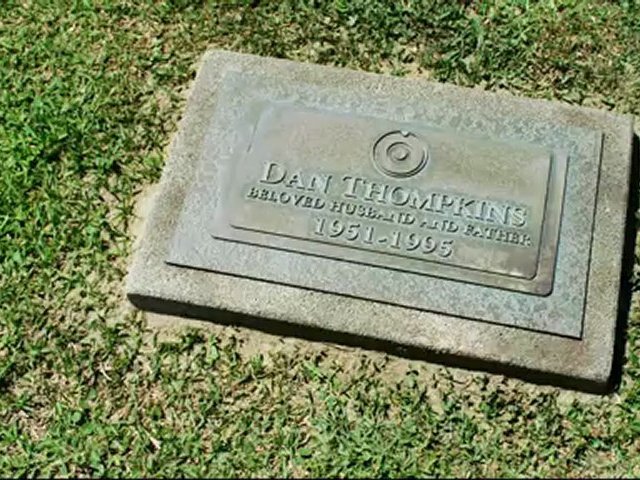 DAN THOMPKINS
BELOVED HUSBAND AND FATHER
1951-1995